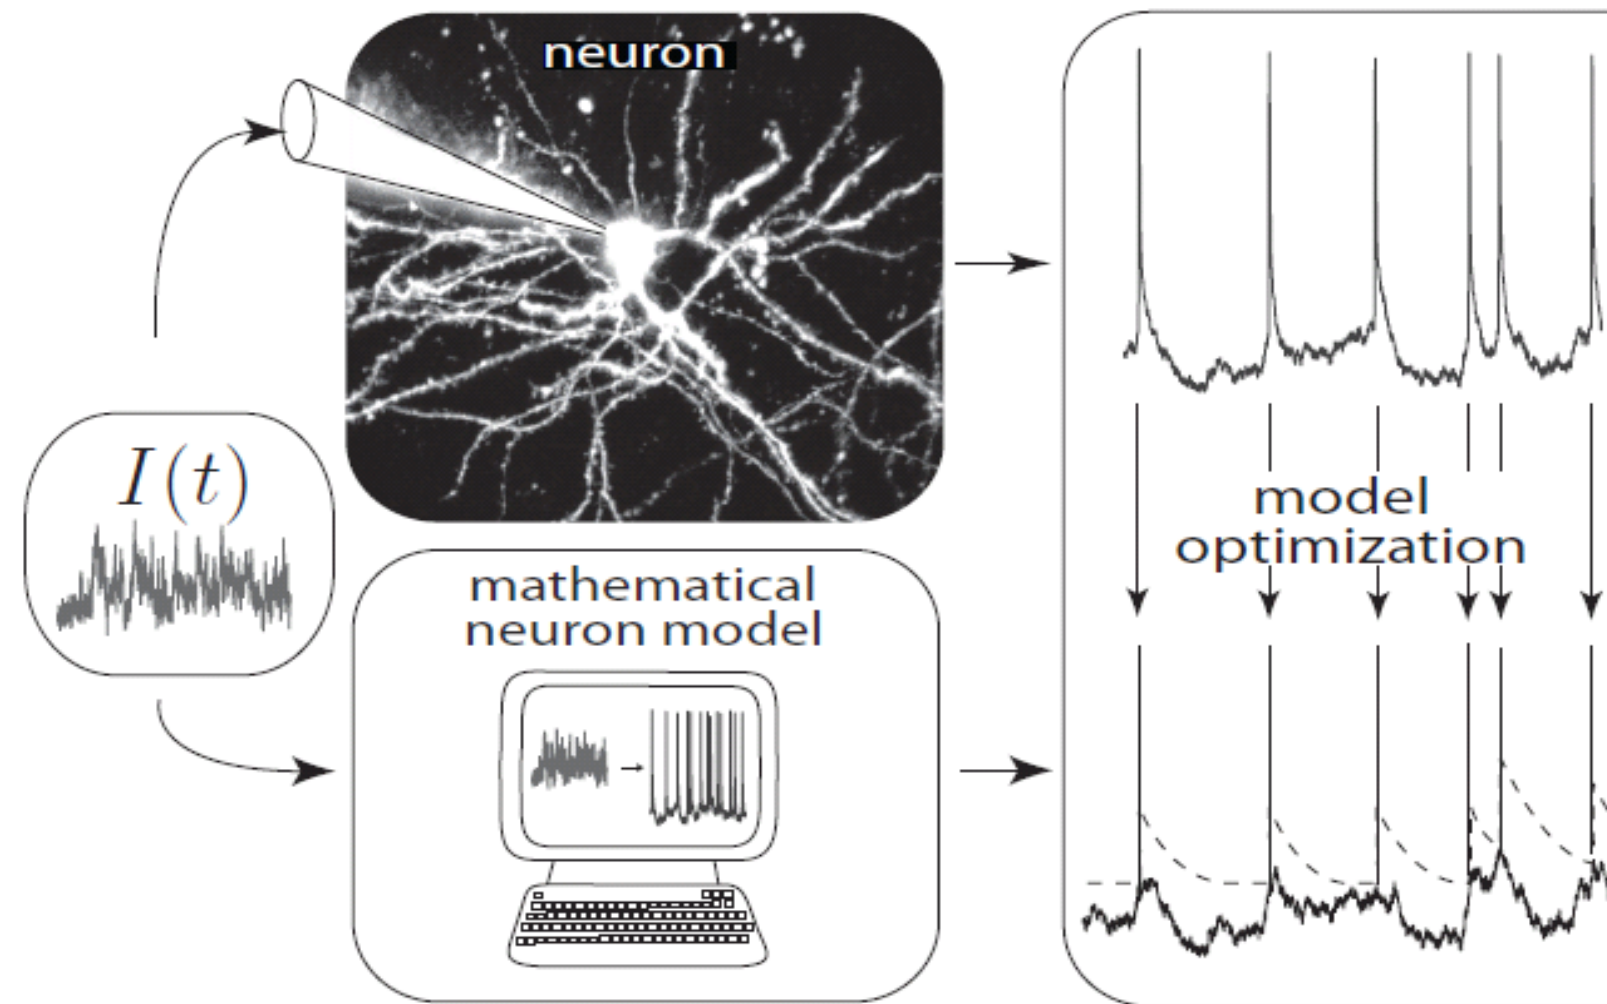 neuron
I(t)
mathematical
neuron model
model
optimization